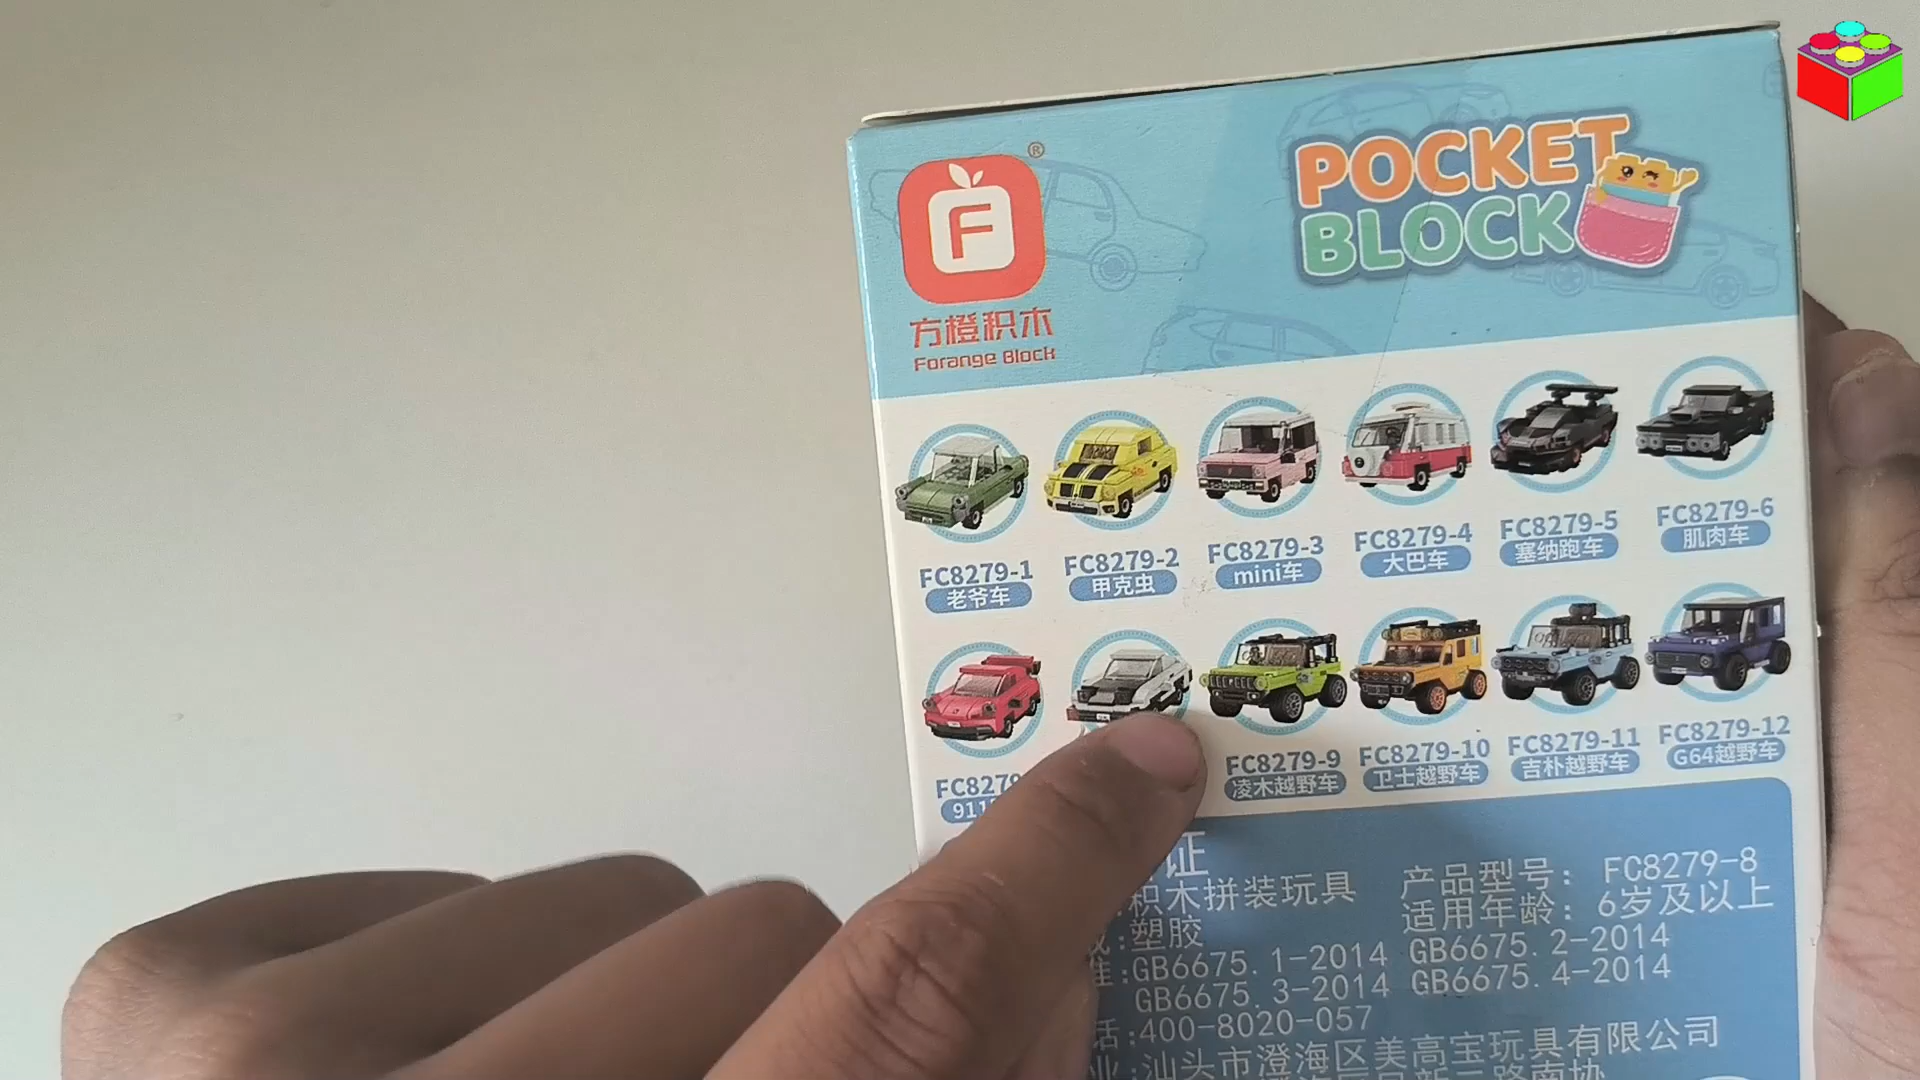 F
®
方橙积木
Forange Block
POCKET
BLOCK
FC8279-1
老爷车
FC8279-2
甲克虫
FC8279-3
mini车
FC8279-4
大巴车
FC8279-5
塞纳跑车
FC8279-6
肌肉车
FC8279
911
FC8279-9
凌木越野车
FC8279-10
卫士越野车
FC8279-11
吉朴越野车
FC8279-12
G64越野车
证
积木拼装玩具
产品型号: FC8279-8
:塑胶
适用年龄: 6岁及以上
:GB6675.1-2014 GB6675.2-2014
GB6675.3-2014 GB6675.4-2014
话:400-8020-057
业:汕头市澄海区美高宝玩具有限公司